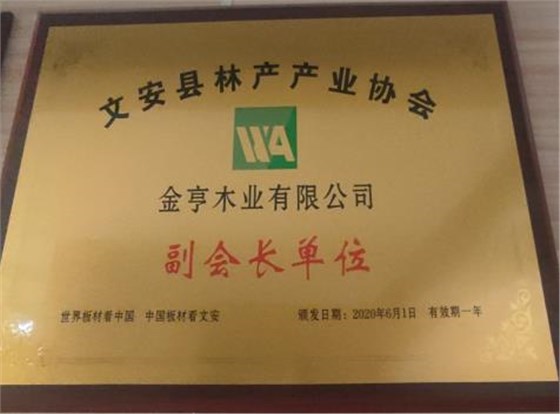 文安县林产产业协会
WA
金亨木业有限公司
副会长单位
世界板材看中国 中国板材看文安 颁发日期：2020年6月1日 有效期一年